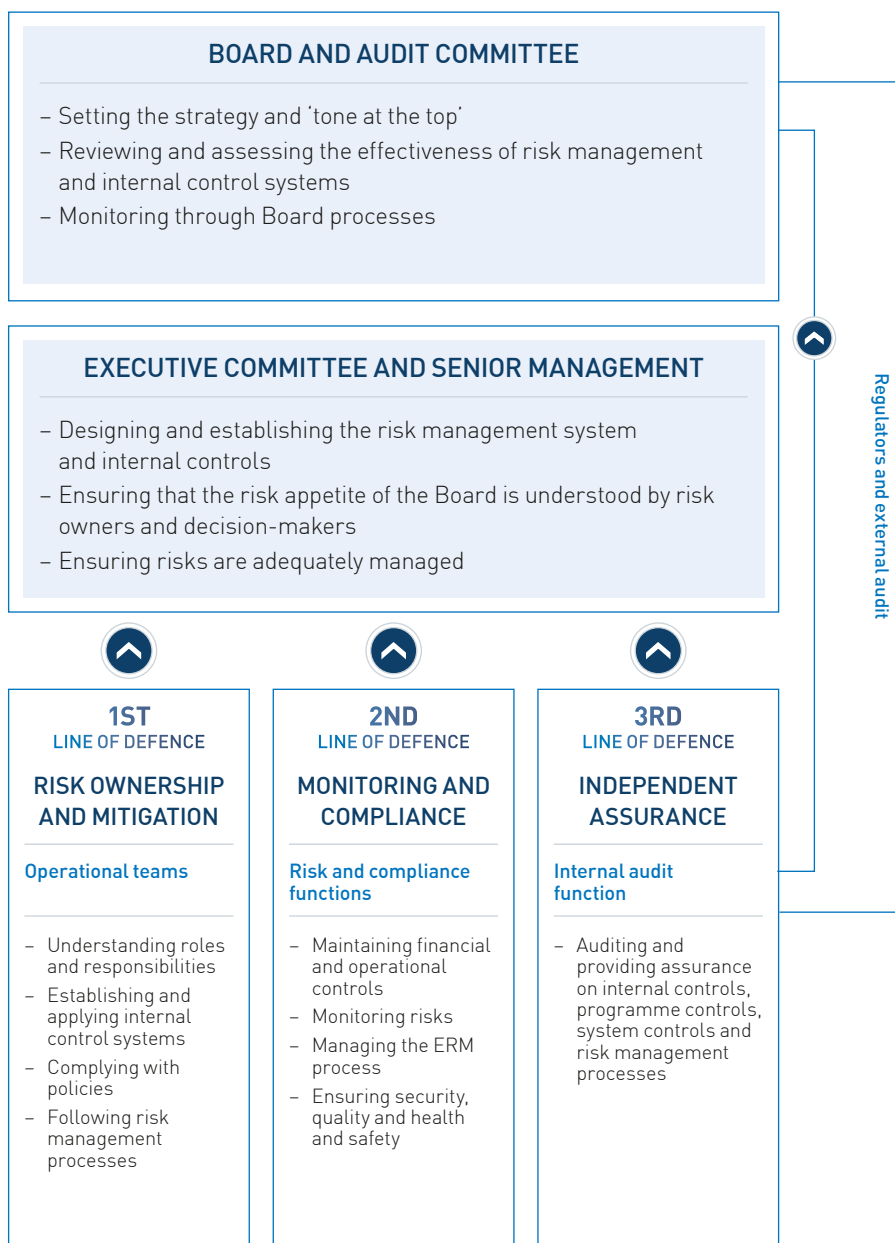 BOARD AND AUDIT COMMITTEE
– Setting the strategy and ‘tone at the top’
– Reviewing and assessing the effectiveness of risk management
and internal control systems
– Monitoring through Board processes
EXECUTIVE COMMITTEE AND SENIOR MANAGEMENT
– Designing and establishing the risk management system
and internal controls
– Ensuring that the risk appetite of the Board is understood by risk
owners and decision-makers
– Ensuring risks are adequately managed
Regulators and external audit
1ST
LINE OF DEFENCE
RISK OWNERSHIP
AND MITIGATION
Operational teams
– Understanding roles
and responsibilities
– Establishing and
applying internal
control systems
– Complying with
policies
– Following risk
management
processes
2ND
LINE OF DEFENCE
MONITORING AND
COMPLIANCE
Risk and compliance
functions
– Maintaining financial
and operational
controls
– Monitoring risks
– Managing the ERM
process
– Ensuring security,
quality and health
and safety
3RD
LINE OF DEFENCE
INDEPENDENT
ASSURANCE
Internal audit
function
– Auditing and
providing assurance
on internal controls,
programme controls,
system controls and
risk management
processes